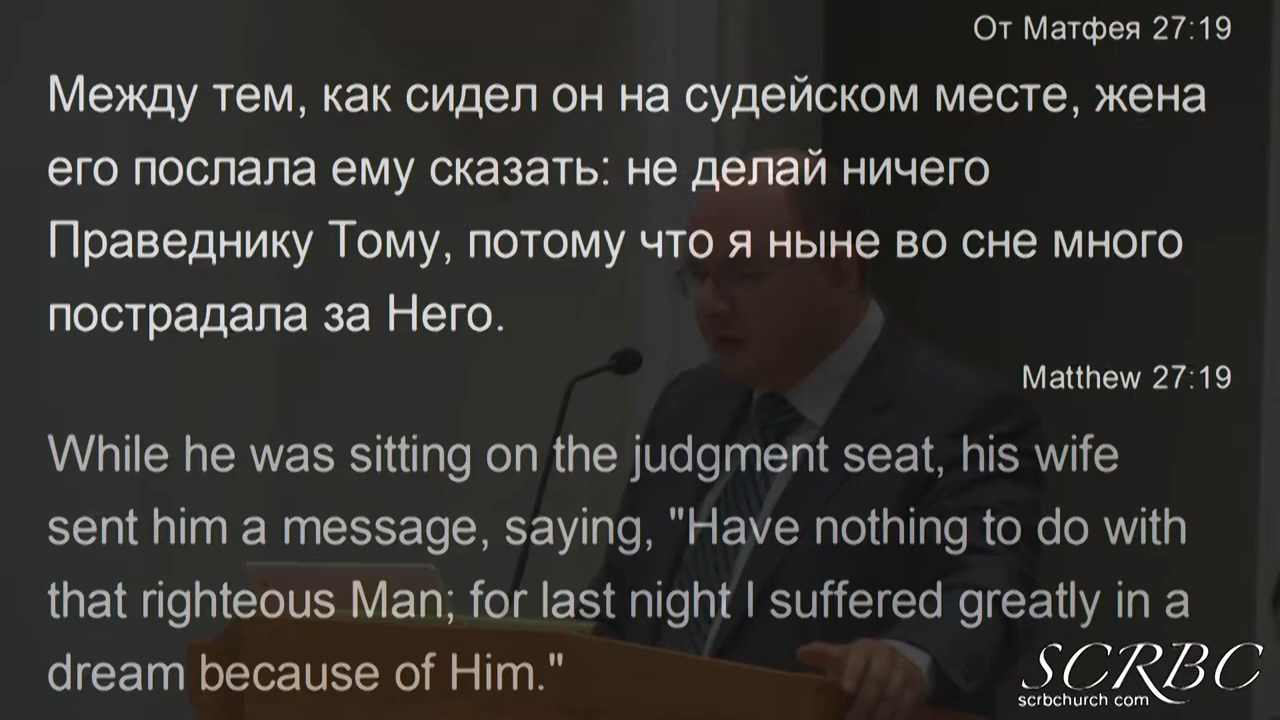 От Матфея 27:19
Между тем, как сидел он на судейском месте, жена
его послала ему сказать: не делай ничего
Праведнику Тому, потому что я ныне во сне много
пострадала за Него.
Matthew 27:19
While he was sitting on the judgment seat, his wife
sent him a message, saying, "Have nothing to do with
that righteous Man; for last night I suffered greatly in a
dream because of Him."
SCRBC
scrbchurch com